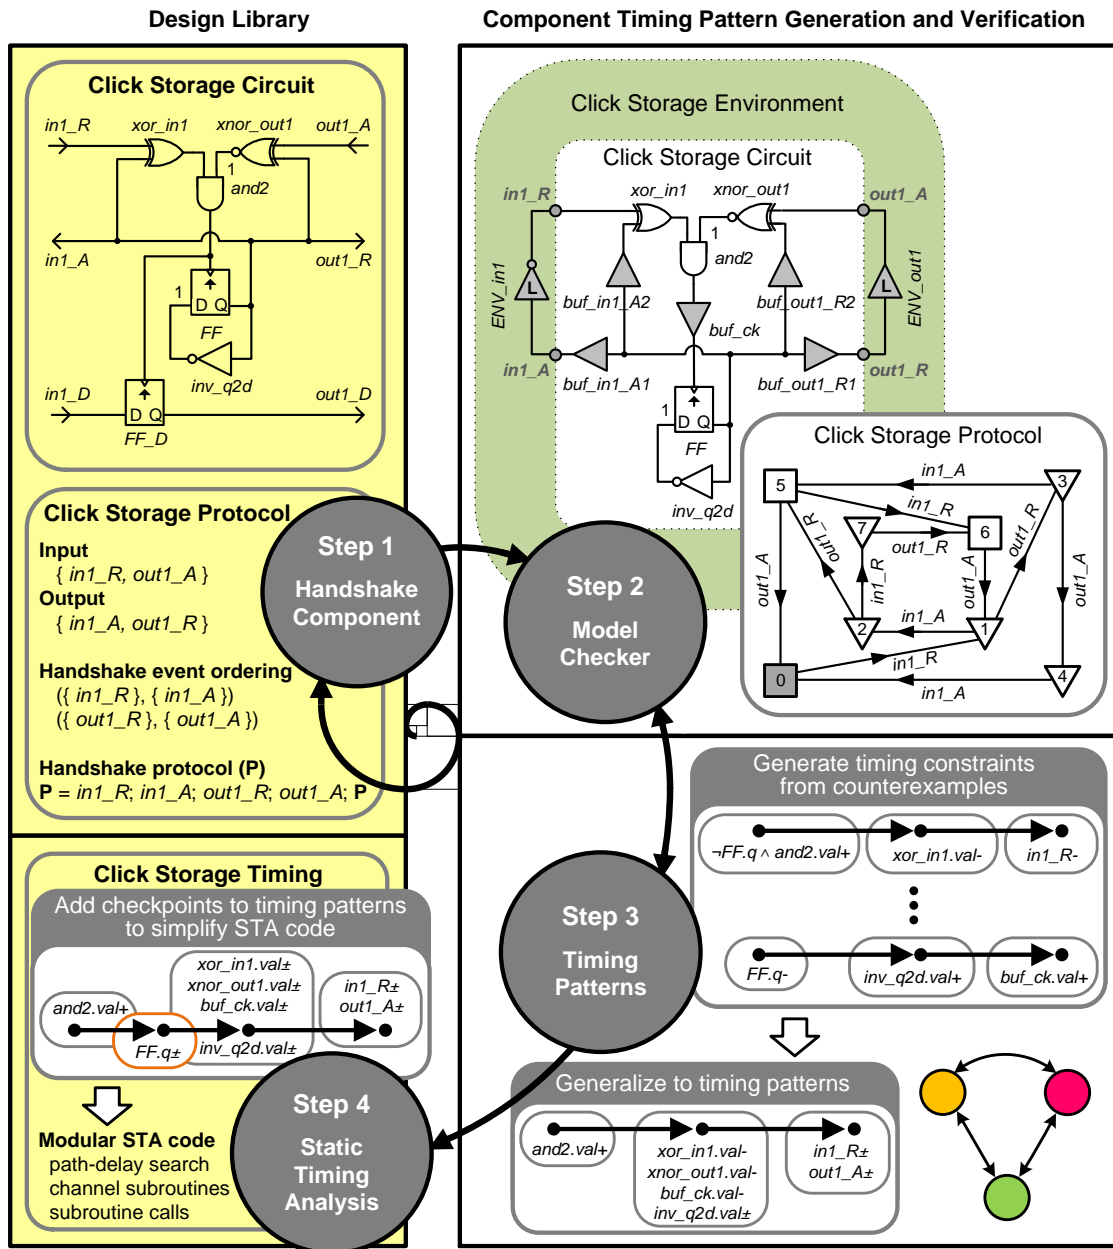 Design Library
Component Timing Pattern Generation and Verification
Click Storage Circuit
in1_R
xor_in1
xnor_out1
out1_A
1
and2
in1_A
out1_R
1
D Q
FF
inv_q2d
in1_D
out1_D
D Q
FF_D
Click Storage Protocol
Input
{ in1_R, out1_A }
Output
{ in1_A, out1_R }
Handshake event ordering
({ in1_R }, { in1_A })
({ out1_R }, { out1_A })
Handshake protocol (P)
P = in1_R; in1_A; out1_R; out1_A; P
Step 1
Handshake
Component
Click Storage Environment
Click Storage Circuit
in1_R
xor_in1
xnor_out1
out1_A
1
and2
L
ENV_in1
buf_in1_A2
buf_ck
buf_out1_R2
L
ENV_out1
in1_A
buf_in1_A1
buf_out1_R1
out1_R
1
D Q
FF
inv_q2d
Step 2
Model
Checker
Click Storage Protocol
5
in1_A
3
in1_R
7
6
out1_R
out1_R
out1_R
out1_A
in1_R
out1_A
out1_A
2
in1_A
1
in1_R
0
4
in1_A
Generate timing constraints
from counterexamples
¬FF.q ∧ and2.val+
xor_in1.val-
in1_R-
FF.q-
inv_q2d.val+
buf_ck.val+
Step 3
Timing
Patterns
Generalize to timing patterns
and2.val+
xor_in1.val-
xnor_out1.val-
buf_ck.val-
inv_q2d.val±
in1_R±
out1_A±
Click Storage Timing
Add checkpoints to timing patterns
to simplify STA code
and2.val+
FF.q±
xor_in1.val±
xnor_out1.val±
buf_ck.val±
inv_q2d.val±
in1_R±
out1_A±
Modular STA code
path-delay search
channel subroutines
subroutine calls
Step 4
Static
Timing
Analysis